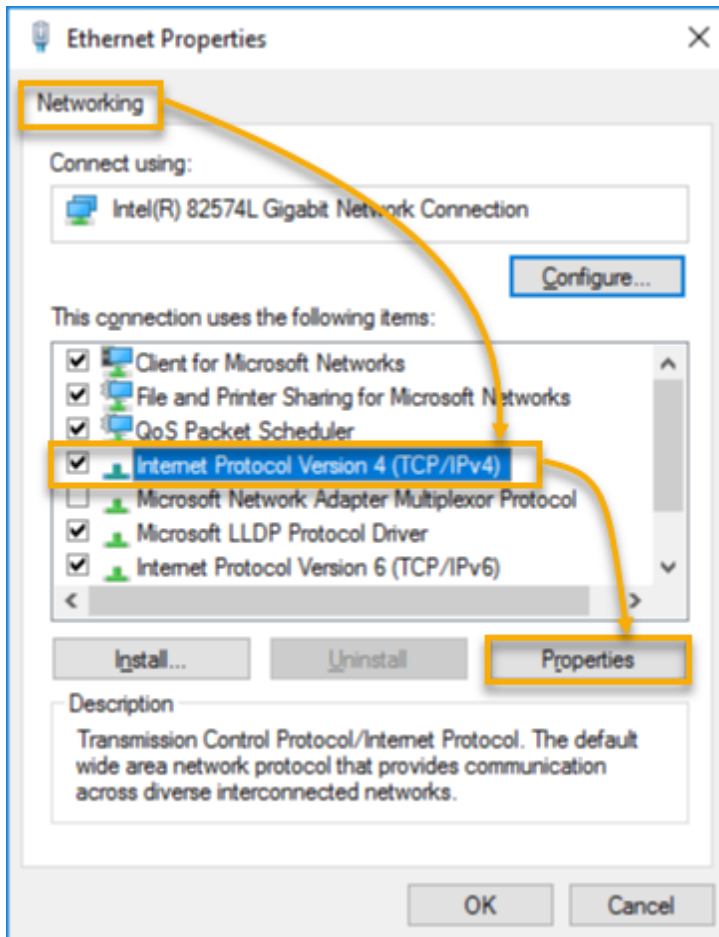 Ethernet Properties
Networking
Connect using:
Intel(R) 82574L Gigabit Network Connection
Configure...
This connection uses the following items:
Client for Microsoft Networks
File and Printer Sharing for Microsoft Networks
QoS Packet Scheduler
Internet Protocol Version 4 (TCP/IPv4)
Microsoft Network Adapter Multiplexor Protocol
Microsoft LLDP Protocol Driver
Internet Protocol Version 6 (TCP/IPv6)
Install... Uninstall Properties
Description
Transmission Control Protocol/Internet Protocol. The default
wide area network protocol that provides communication
across diverse interconnected networks.
OK Cancel